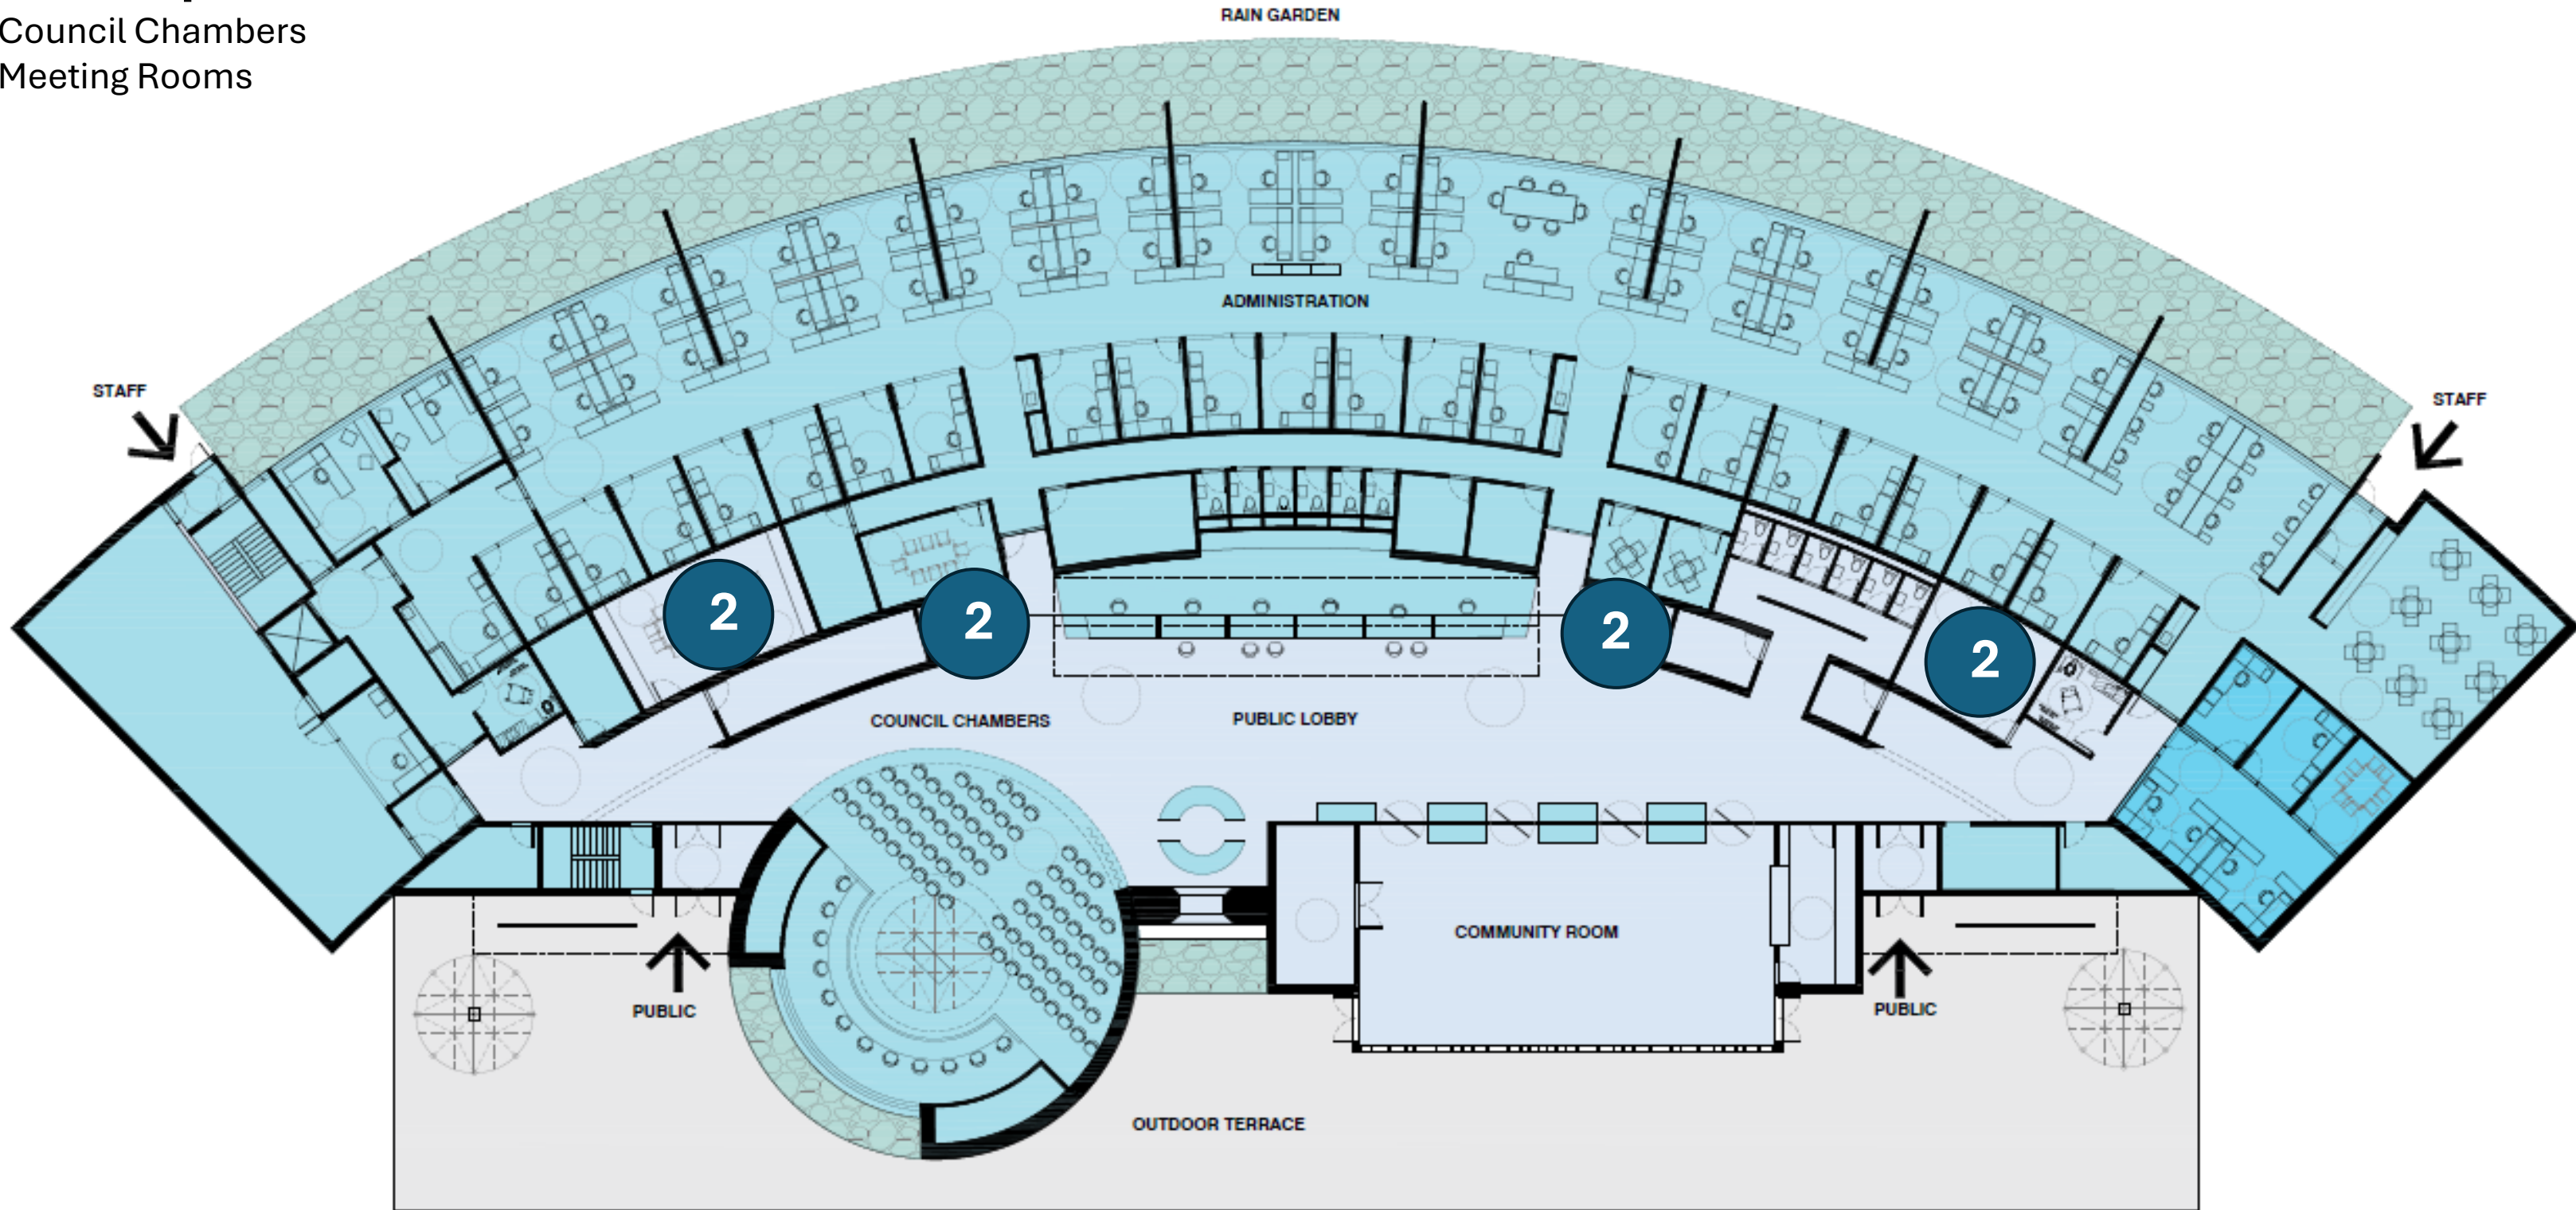 Council Chambers
Meeting Rooms
RAIN GARDEN
ADMINISTRATION
STAFF
STAFF
2
2
2
2
COUNCIL CHAMBERS
PUBLIC LOBBY
COMMUNITY ROOM
PUBLIC
PUBLIC
OUTDOOR TERRACE